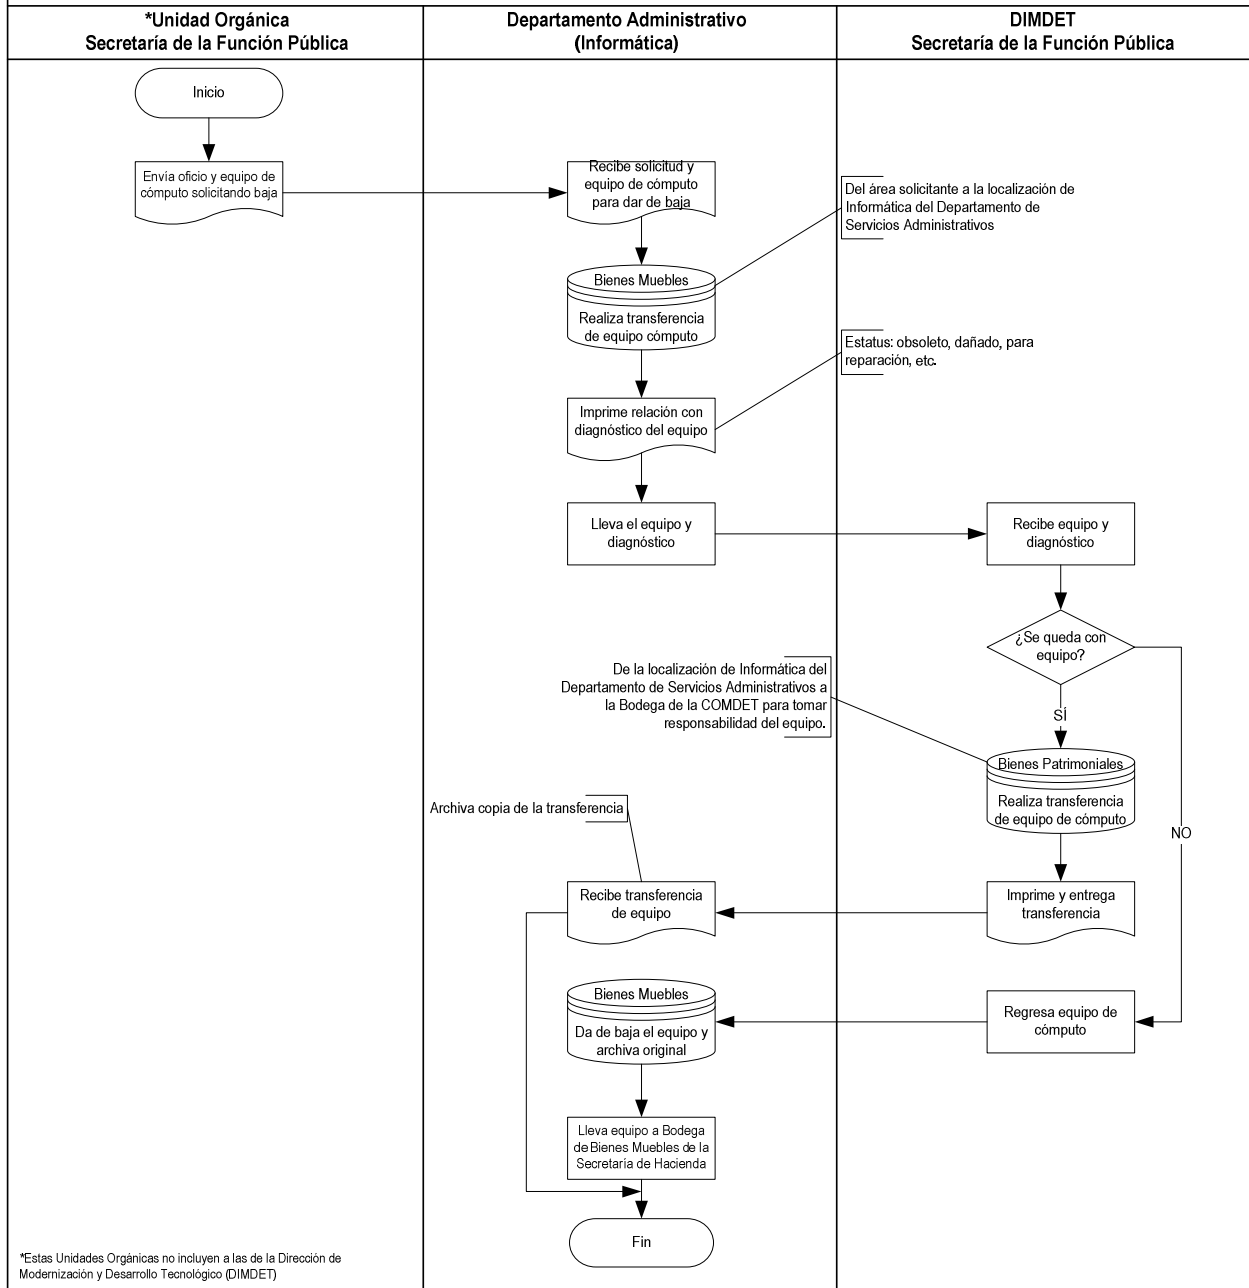 *Unidad Orgánica
Secretaría de la Función Pública
Departamento Administrativo
(Informática)
DIMDET
Secretaría de la Función Pública
Inicio
Envía oficio y equipo de
cómputo solicitando baja
Recibe solicitud y
equipo de cómputo
para dar de baja
Del área solicitante a la localización de
Informática del Departamento de
Servicios Administrativos
Bienes Muebles
Realiza transferencia
de equipo cómputo
Estatus: obsoleto, dañado, para
reparación, etc.
Imprime relación con
diagnóstico del equipo
Lleva el equipo y
diagnóstico
Recibe equipo y
diagnóstico
¿Se queda con
equipo?
De la localización de Informática del
Departamento de Servicios Administrativos a
la Bodega de la COMDET para tomar
responsabilidad del equipo.
SÍ
Bienes Patrimoniales
Realiza transferencia
de equipo de cómputo
NO
Archiva copia de la transferencia
Recibe transferencia
de equipo
Imprime y entrega
transferencia
Bienes Muebles
Da de baja el equipo y
archiva original
Regresa equipo de
cómputo
Lleva equipo a Bodega
de Bienes Muebles de la
Secretaría de Hacienda
Fin
*Estas Unidades Orgánicas no incluyen a las de la Dirección de
Modernización y Desarrollo Tecnológico (DIMDET)